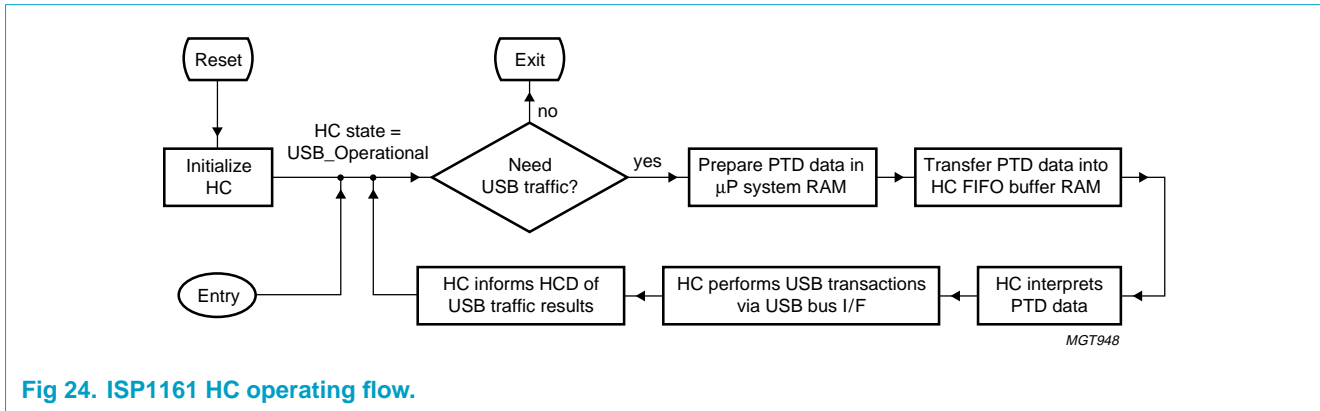 Reset
Exit
no
HC state =
USB_Operational
Initialize
HC
Need
USB traffic?
yes
Prepare PTD data in
μP system RAM
Transfer PTD data into
HC FIFO buffer RAM
Entry
HC informs HCD of
USB traffic results
HC performs USB transactions
via USB bus I/F
HC interprets
PTD data
MGT948
Fig 24. ISP1161 HC operating flow.